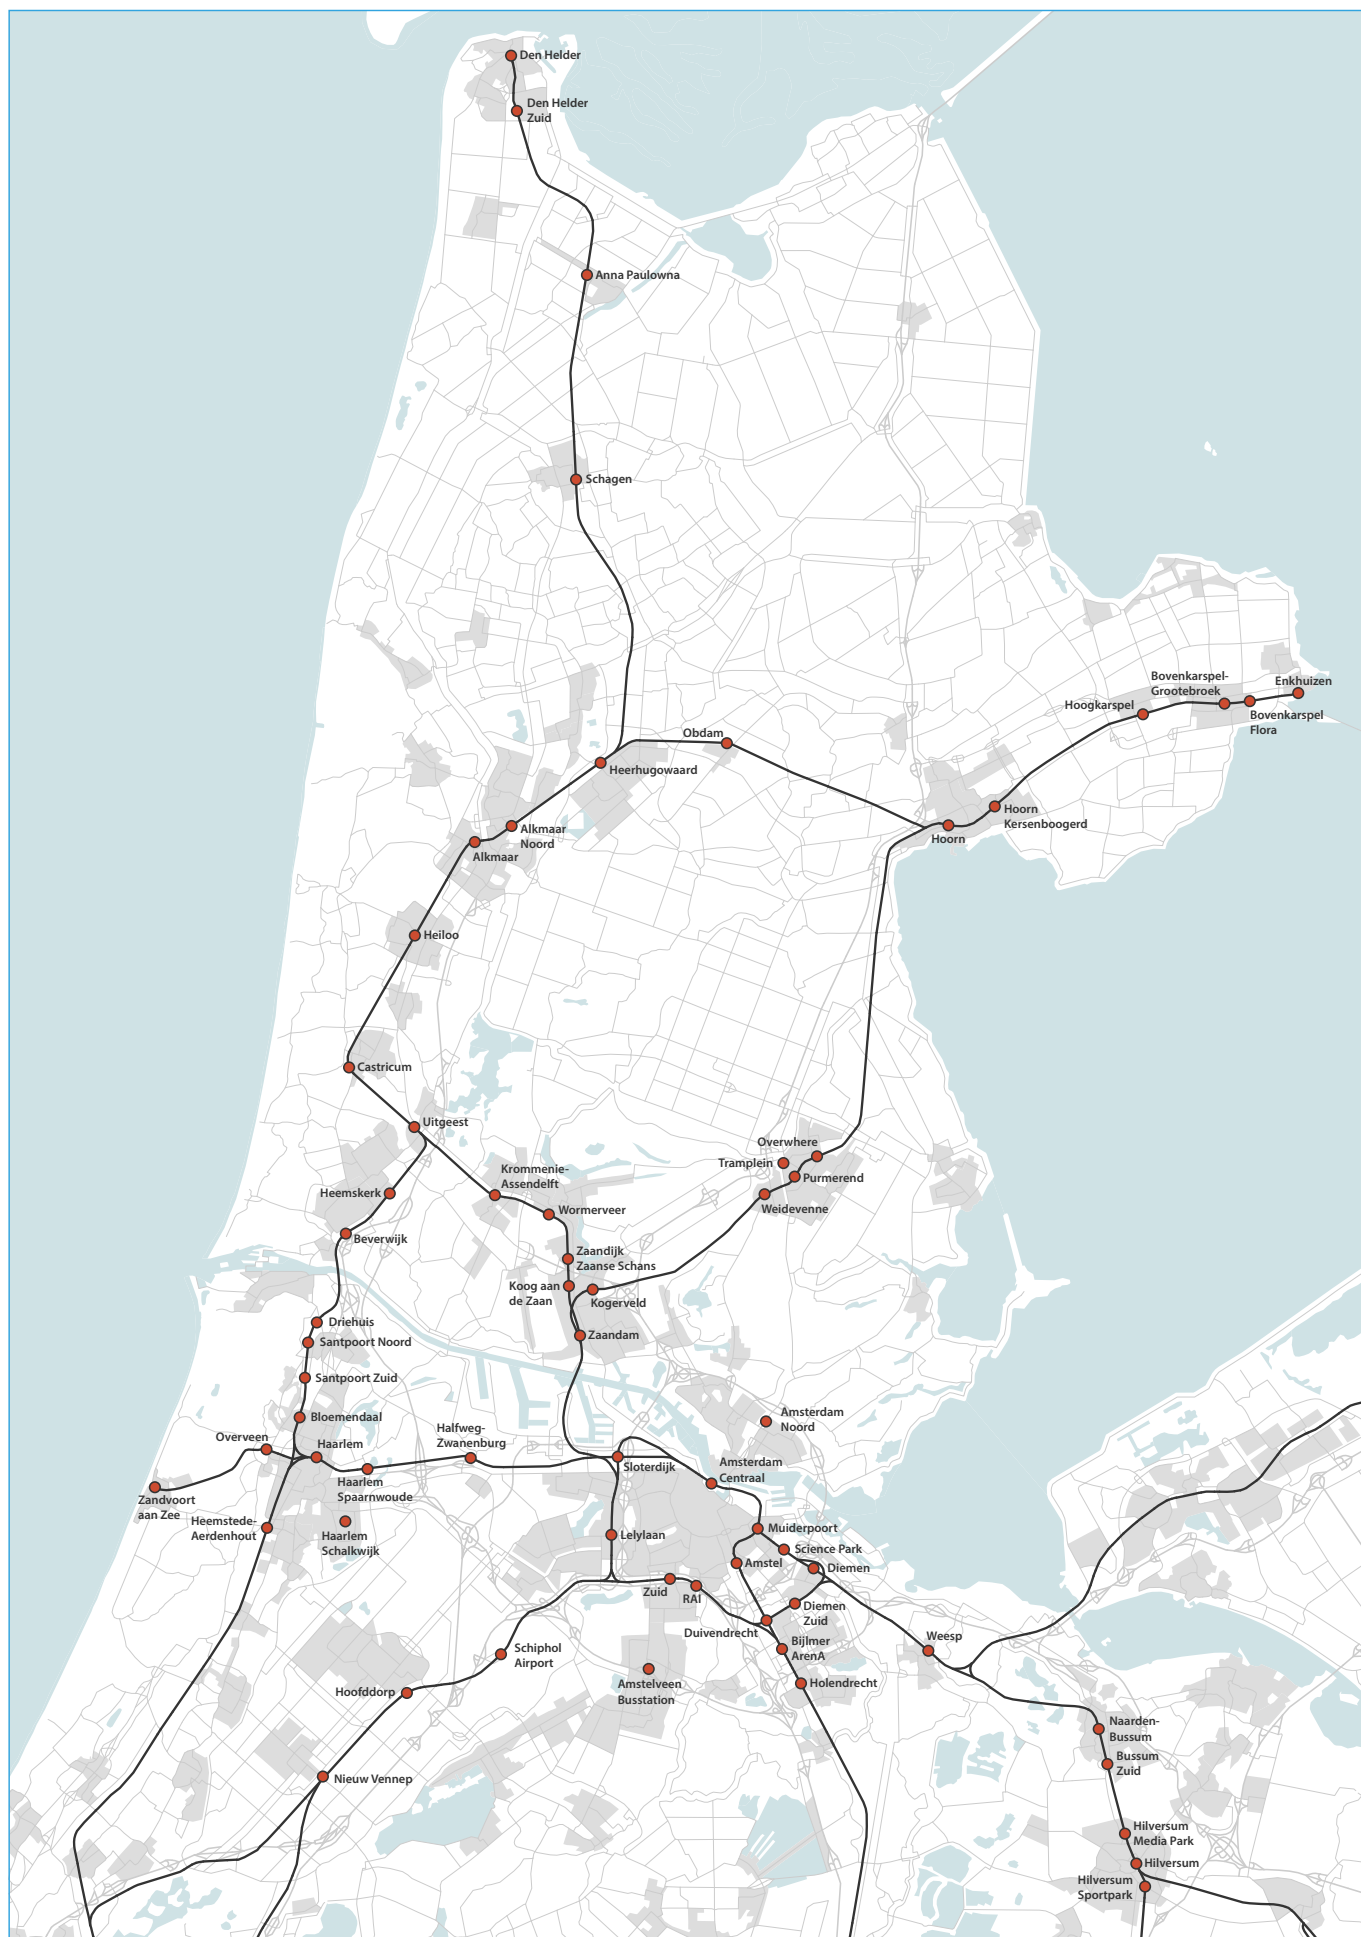 Den Helder
Den Helder
Zuid
Anna Paulowna
Schagen
Bovenkarspel-
Grootebroek
Enkhuizen
Hoogkarspel
Bovenkarspel
Flora
Obdam
Heerhugowaard
Hoorn
Kersenboogerd
Hoorn
Alkmaar
Noord
Alkmaar
Heiloo
Castricum
Uitgeest
Overwhere
Tramplein
Purmerend
Weidevenne
Krommenie-
Assendelft
Heemskerk
Wormerveer
Beverwijk
Zaandijk
Zaanse Schans
Koog aan
de Zaan
Kogerveld
Driehuis
Zaandam
Santpoort Noord
Santpoort Zuid
Bloemendaal
Amsterdam
Noord
Overveen
Haarlem
Halfweg-
Zwanenburg
Sloterdijk
Amsterdam
Centraal
Haarlem
Spaarnwoude
Zandvoort
aan Zee
Heemstede-
Aerdenhout
Haarlem
Schalkwijk
Lelylaan
Muiderpoort
Science Park
Amstel
Diemen
Zuid
RAI
Diemen
Zuid
Duivendrecht
Weesp
Bijlmer
ArenA
Schiphol
Airport
Amstelveen
Busstation
Holendrecht
Hoofddorp
Naarden-
Bussum
Bussum
Zuid
Nieuw Vennep
Hilversum
Media Park
Hilversum
Hilversum
Sportpark